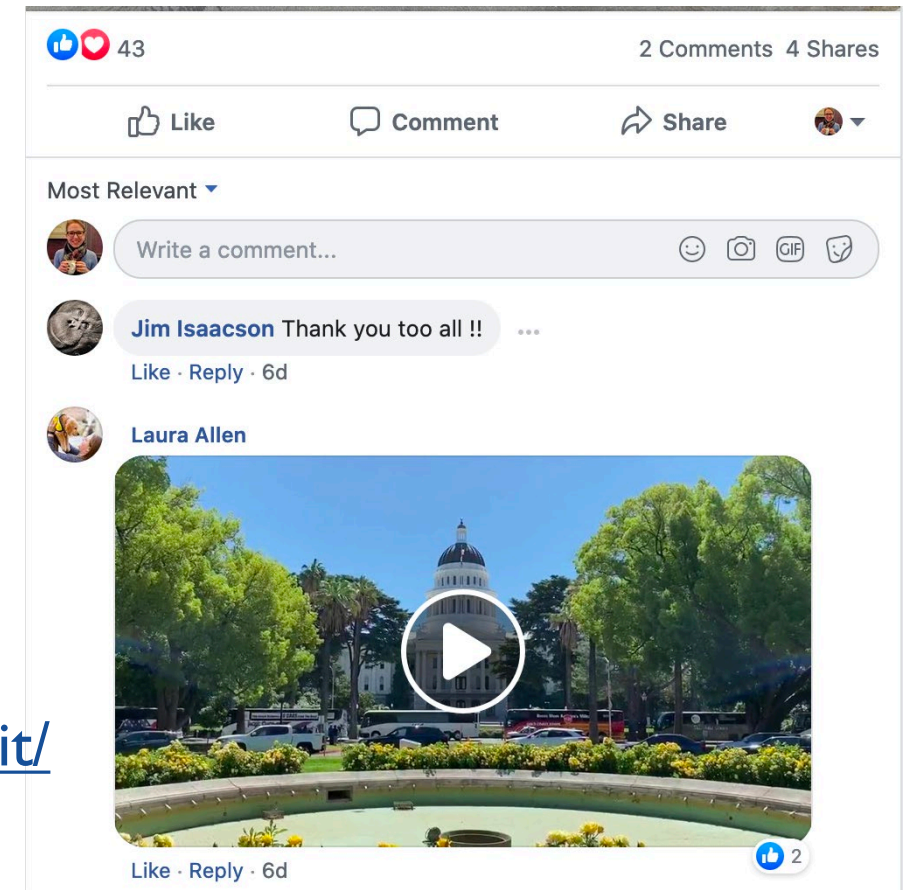 43
2 Comments 4 Shares
Like Comment Share
Most Relevant
Write a comment...
GIF
Jim Isaacson Thank you too all !!
Like · Reply · 6d
Laura Allen
it/
2
Like · Reply · 6d